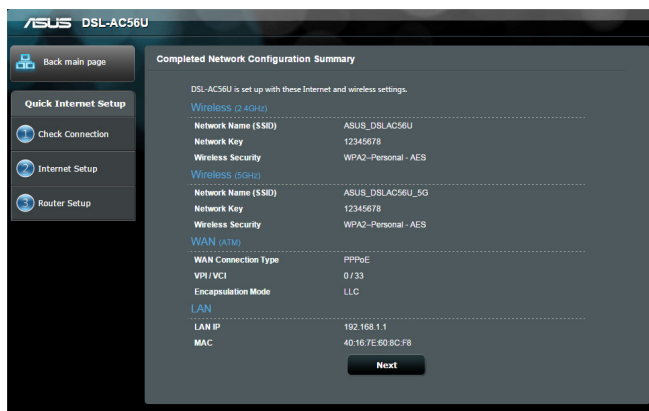 ASUS DSL-AC56U
Back main page
Quick Internet Setup
1 Check Connection
2 Internet Setup
3 Router Setup
Completed Network Configuration Summary
DSL-AC56U is set up with these Internet and wireless settings.
Wireless (2.4GHz)
Network Name (SSID) ASUS_DSLAC56U
Network Key 12345678
Wireless Security WPA2-Personal - AES
Wireless (5GHz)
Network Name (SSID) ASUS_DSLAC56U_5G
Network Key 12345678
Wireless Security WPA2-Personal - AES
WAN (ATM)
WAN Connection Type PPPoE
VPI / VCI 0 / 33
Encapsulation Mode LLC
LAN
LAN IP 192.168.1.1
MAC 40:16:7E:60:8C:F8
Next